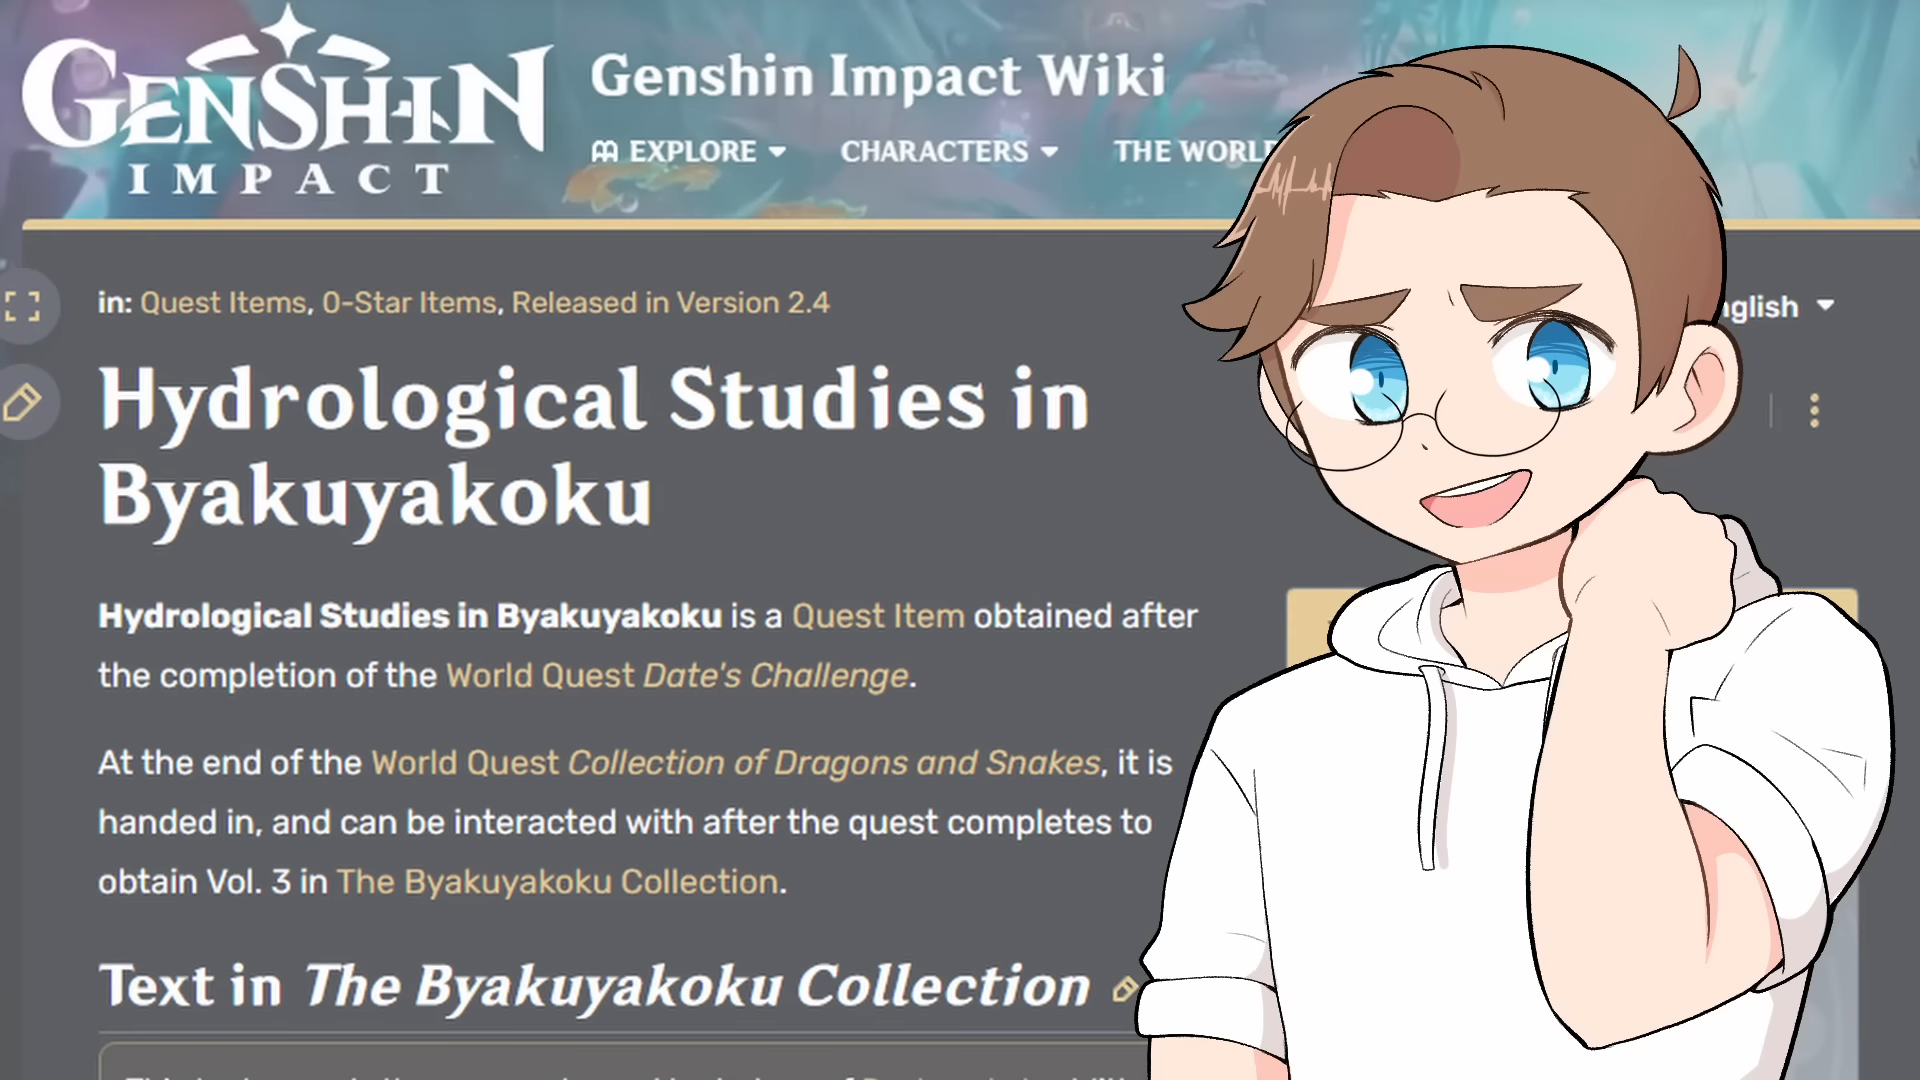 GENSHIN
IMPACT
Genshin Impact Wiki
EXPLORE
CHARACTERS
THE WORL
in: Quest Items, 0-Star Items, Released in Version 2.4
nglish
Hydrological Studies in
Byakuyakoku
Hydrological Studies in Byakuyakoku is a Quest Item obtained after
the completion of the World Quest Date's Challenge.
At the end of the World Quest Collection of Dragons and Snakes, it is
handed in, and can be interacted with after the quest completes to
obtain Vol. 3 in The Byakuyakoku Collection.
Text in The Byakuyakoku Collection